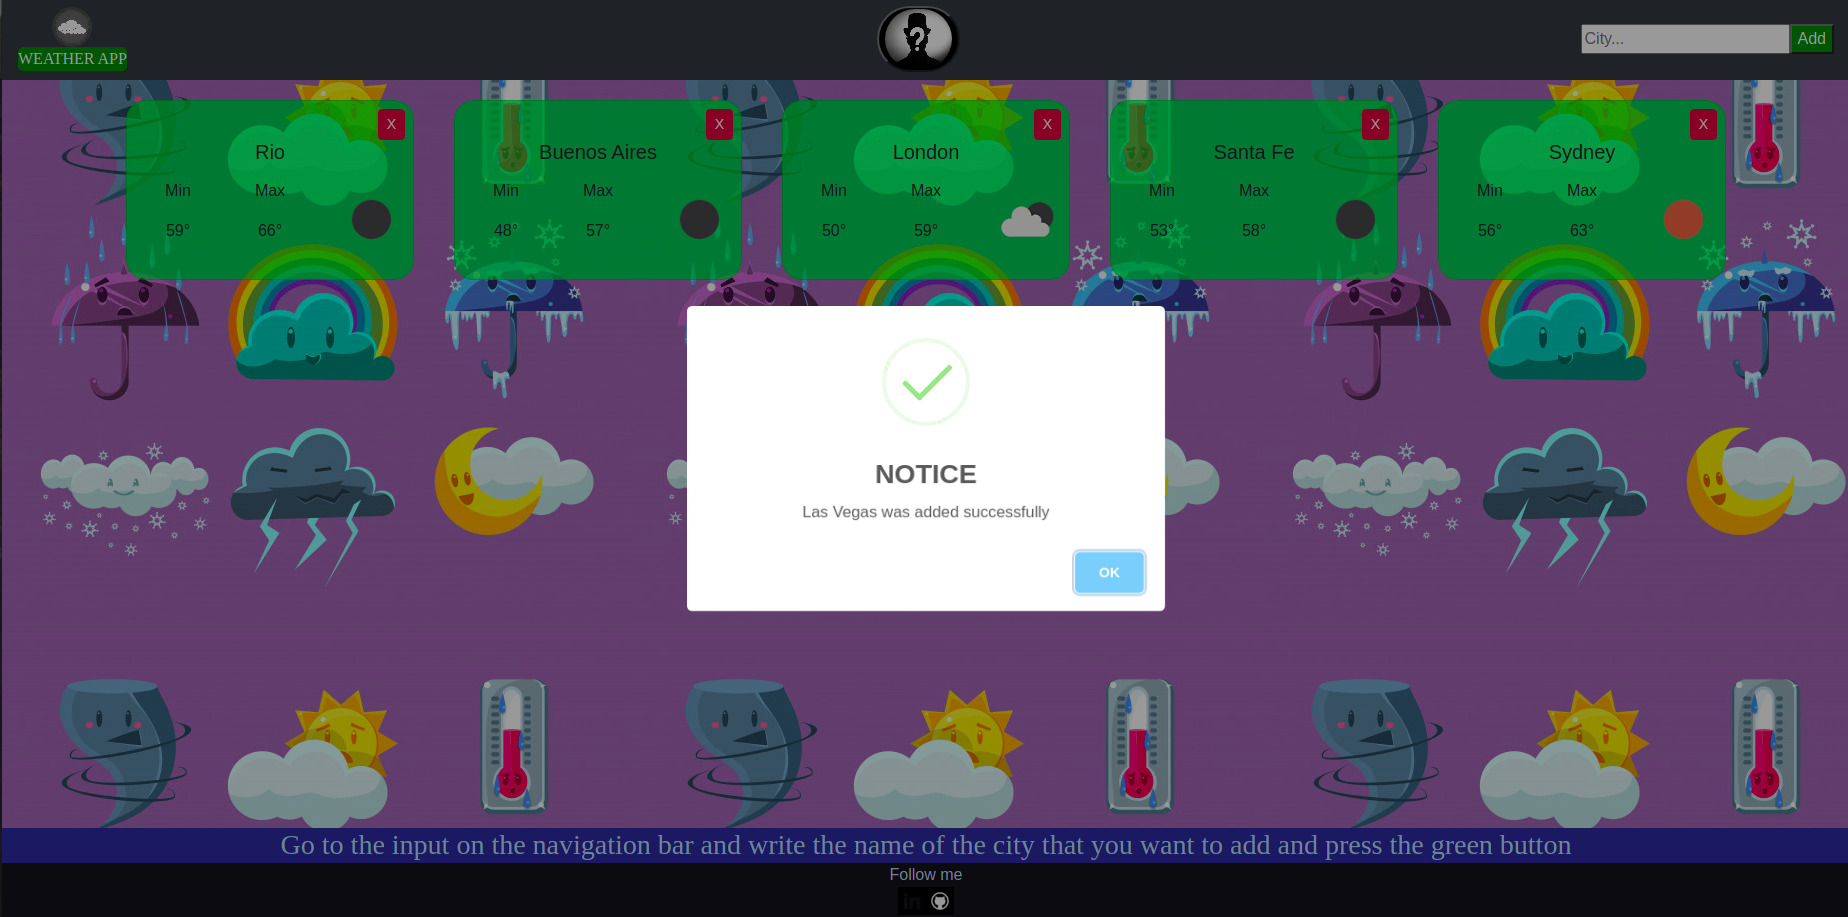 WEATHER APP
City...
Add
X
Rio
Min
Max
59°
66°
X
Buenos Aires
Min
Max
48°
57°
X
London
Min
Max
50°
59°
X
Santa Fe
Min
Max
53°
58°
X
Sydney
Min
Max
56°
63°
NOTICE
Las Vegas was added successfully
OK
Go to the input on the navigation bar and write the name of the city that you want to add and press the green button
Follow me
in